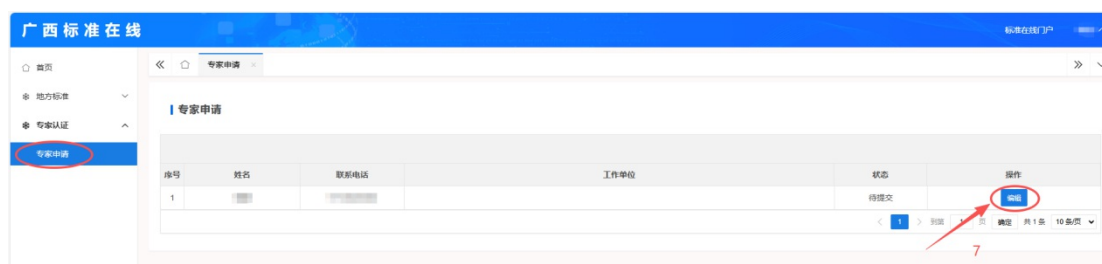 广西标准在线
标准在线门户
首页
专家申请 ×
地方标准
专家认证
专家申请
专家申请
序号 姓名 联系电话 工作单位 状态 操作
1 待提交 编辑
< 1 > 到第 1 页 确定 共 1 条 10 条/页
7